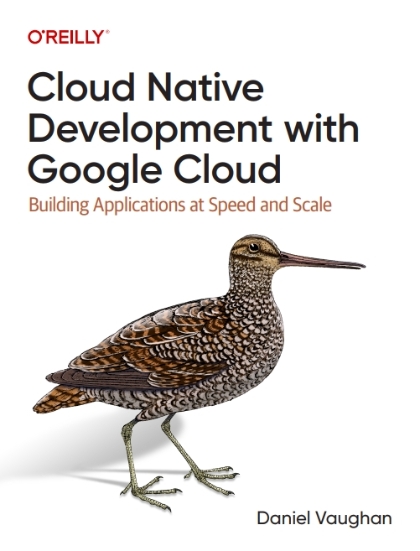 O'REILLY®
Cloud Native
Development with
Google Cloud
Building Applications at Speed and Scale
Daniel Vaughan